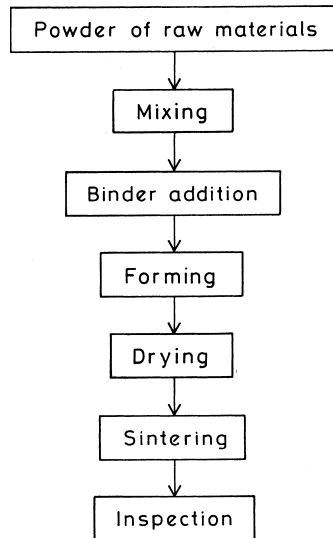 Powder of raw materials
Mixing
Binder addition
Forming
Drying
Sintering
Inspection